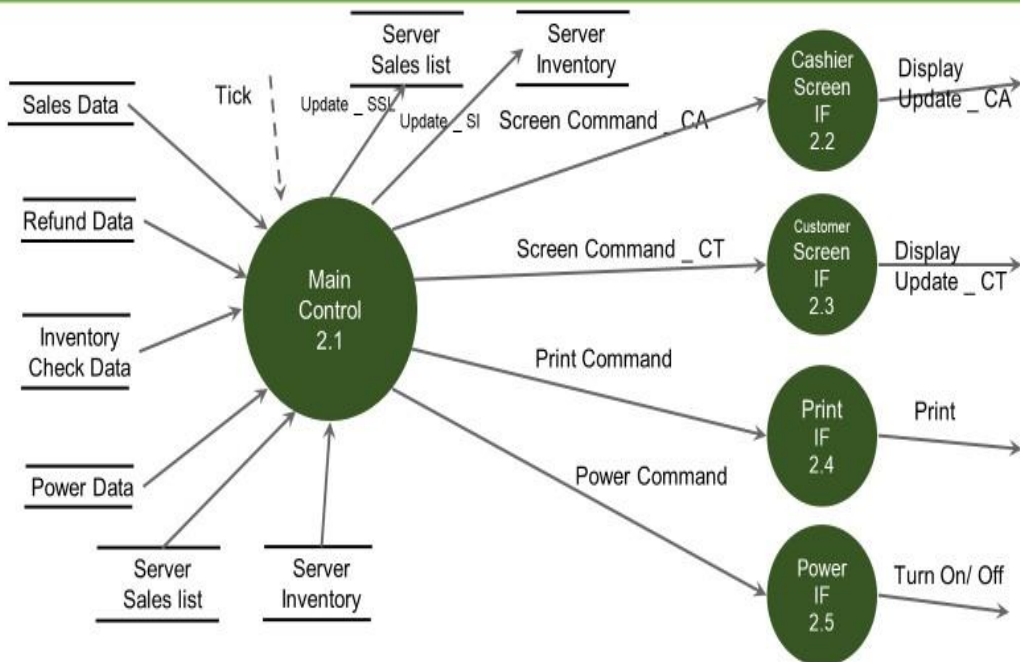 Server
Sales list
Server
Inventory
Sales Data
Tick
Update _ SSL
Update _ SI
Screen Command _ CA
Cashier
Screen
IF
2.2
Display
Update _ CA
Refund Data
Main
Control
2.1
Screen Command _ CT
Customer
Screen
IF
2.3
Display
Update _ CT
Inventory
Check Data
Print Command
Print
IF
2.4
Print
Power Data
Power Command
Server
Sales list
Server
Inventory
Power
IF
2.5
Turn On/ Off